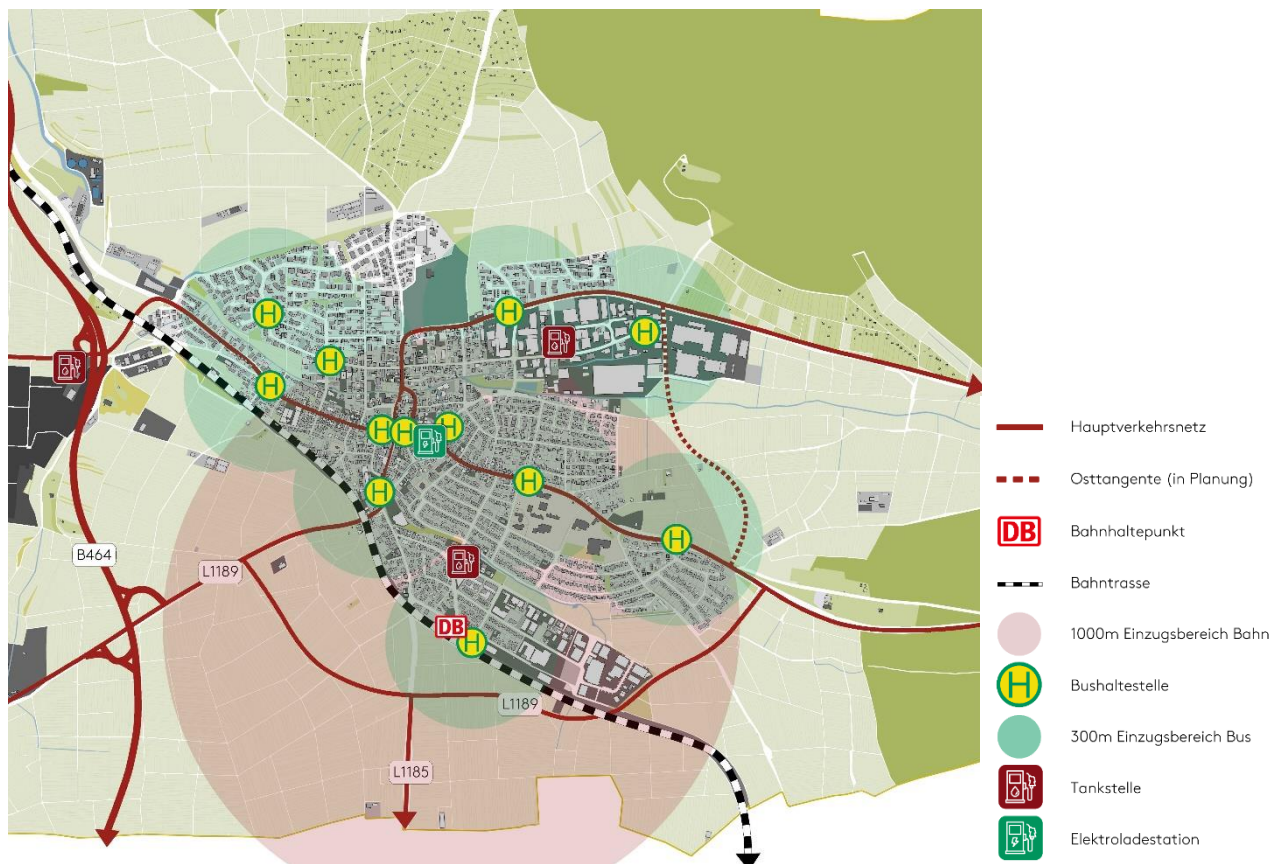 H
H
H
H
H
H
H
H
H
H
H
B464
L1189
DB
H
L1189
L1185
Hauptverkehrsnetz
Osttangente (in Planung)
DB
Bahnhaltepunkt
Bahntrasse
1000m Einzugsbereich Bahn
H
Bushaltestelle
300m Einzugsbereich Bus
Tankstelle
Elektroladestation